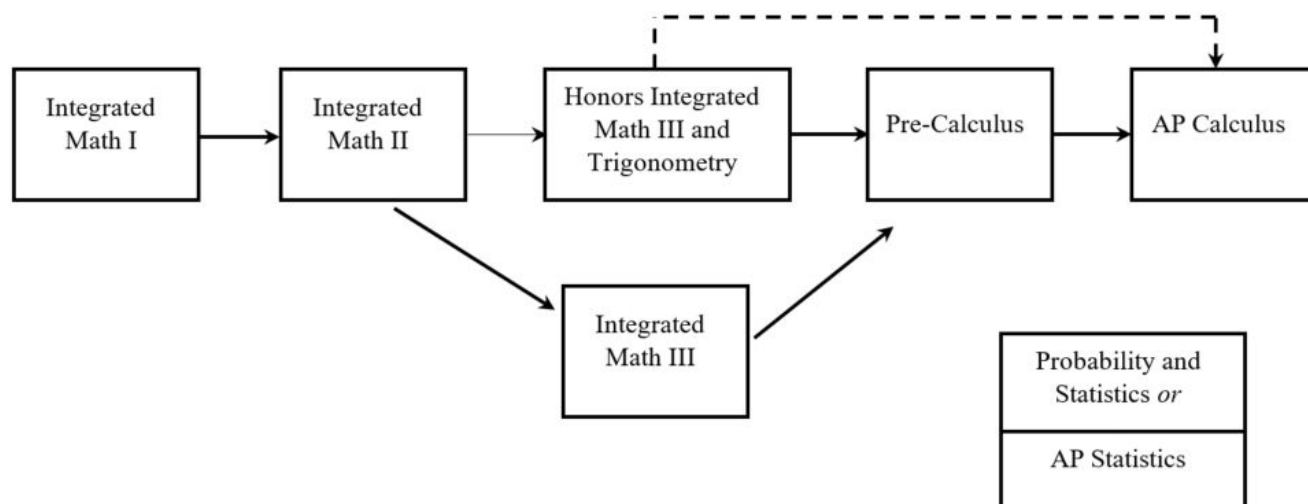 Integrated
Math I
Integrated
Math II
Honors Integrated
Math III and
Trigonometry
Pre-Calculus
AP Calculus
Integrated
Math III
Probability and
Statistics or
AP Statistics